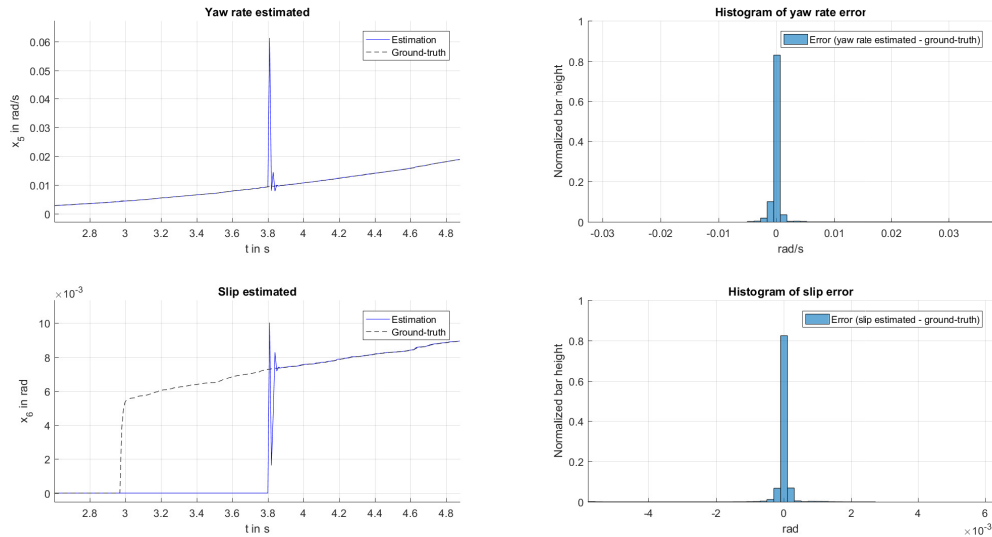 Yaw rate estimated
Estimation
Ground-truth
0.06
0.05
0.04
0.03
0.02
0.01
0
x5 in rad/s
2.8 3 3.2 3.4 3.6 3.8 4 4.2 4.4 4.6 4.8
t in s
Histogram of yaw rate error
Error (yaw rate estimated - ground-truth)
1
0.8
0.6
0.4
0.2
0
Normalized bar height
-0.03 -0.02 -0.01 0 0.01 0.02 0.03
rad/s
Slip estimated
×10-3
Estimation
Ground-truth
10
8
6
4
2
0
x6 in rad
2.8 3 3.2 3.4 3.6 3.8 4 4.2 4.4 4.6 4.8
t in s
Histogram of slip error
Error (slip estimated - ground-truth)
1
0.8
0.6
0.4
0.2
0
Normalized bar height
-4 -2 0 2 4 6
rad
×10-3